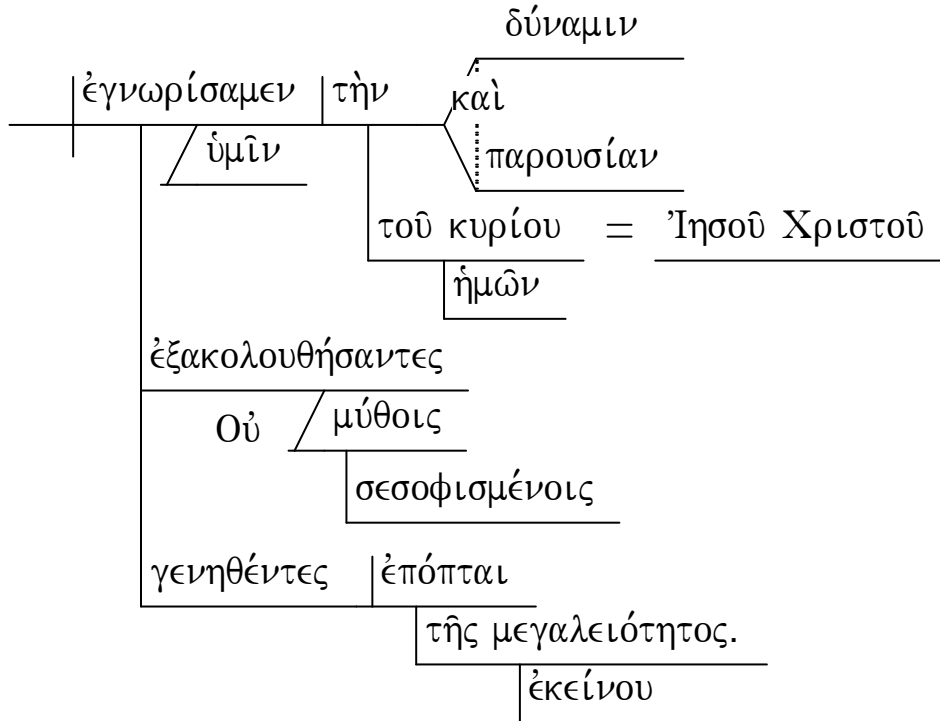 δύναμιν
ἐγνωρίσαμεν τὴν καὶ
ὑμῖν παρουσίαν
τοῦ κυρίου = Ἰησοῦ Χριστοῦ
ἡμῶν
ἐξακολουθήσαντες
Οὐ μύθοις
σεσοφισμένοις
γενηθέντες ἐπόπται
τῆς μεγαλειότητος.
ἐκείνου